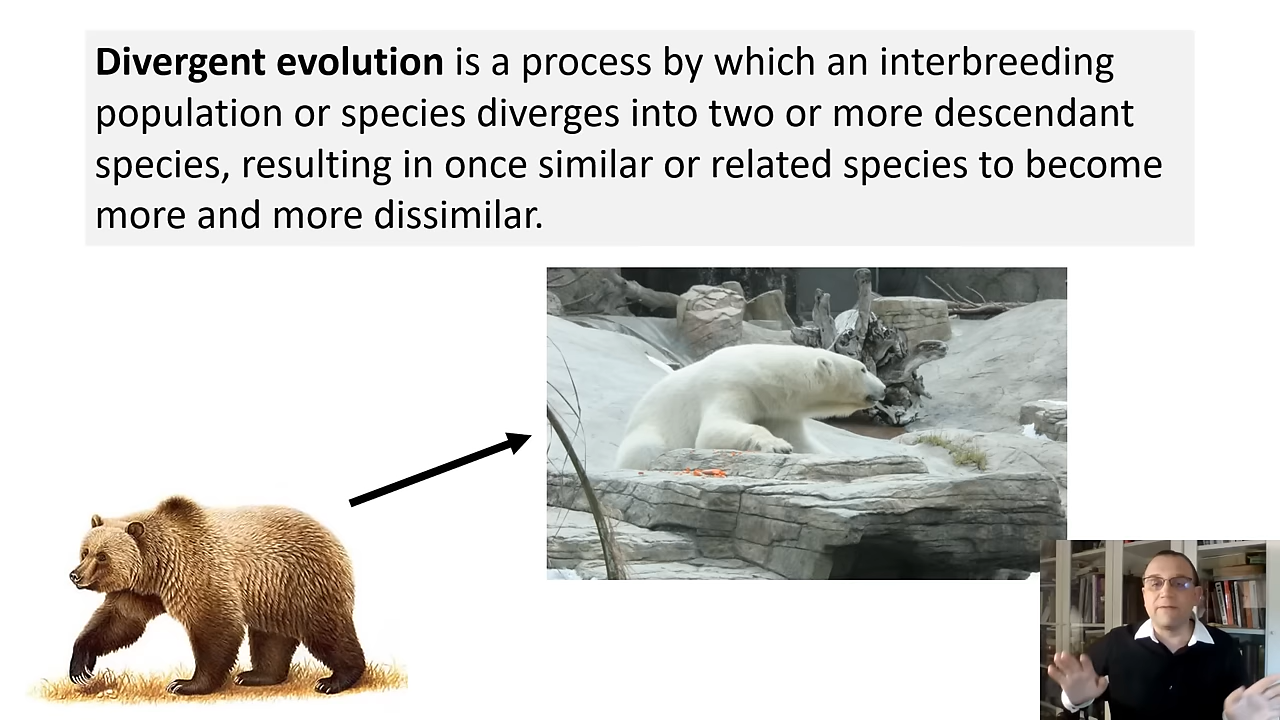 Divergent evolution is a process by which an interbreeding
population or species diverges into two or more descendant
species, resulting in once similar or related species to become
more and more dissimilar.